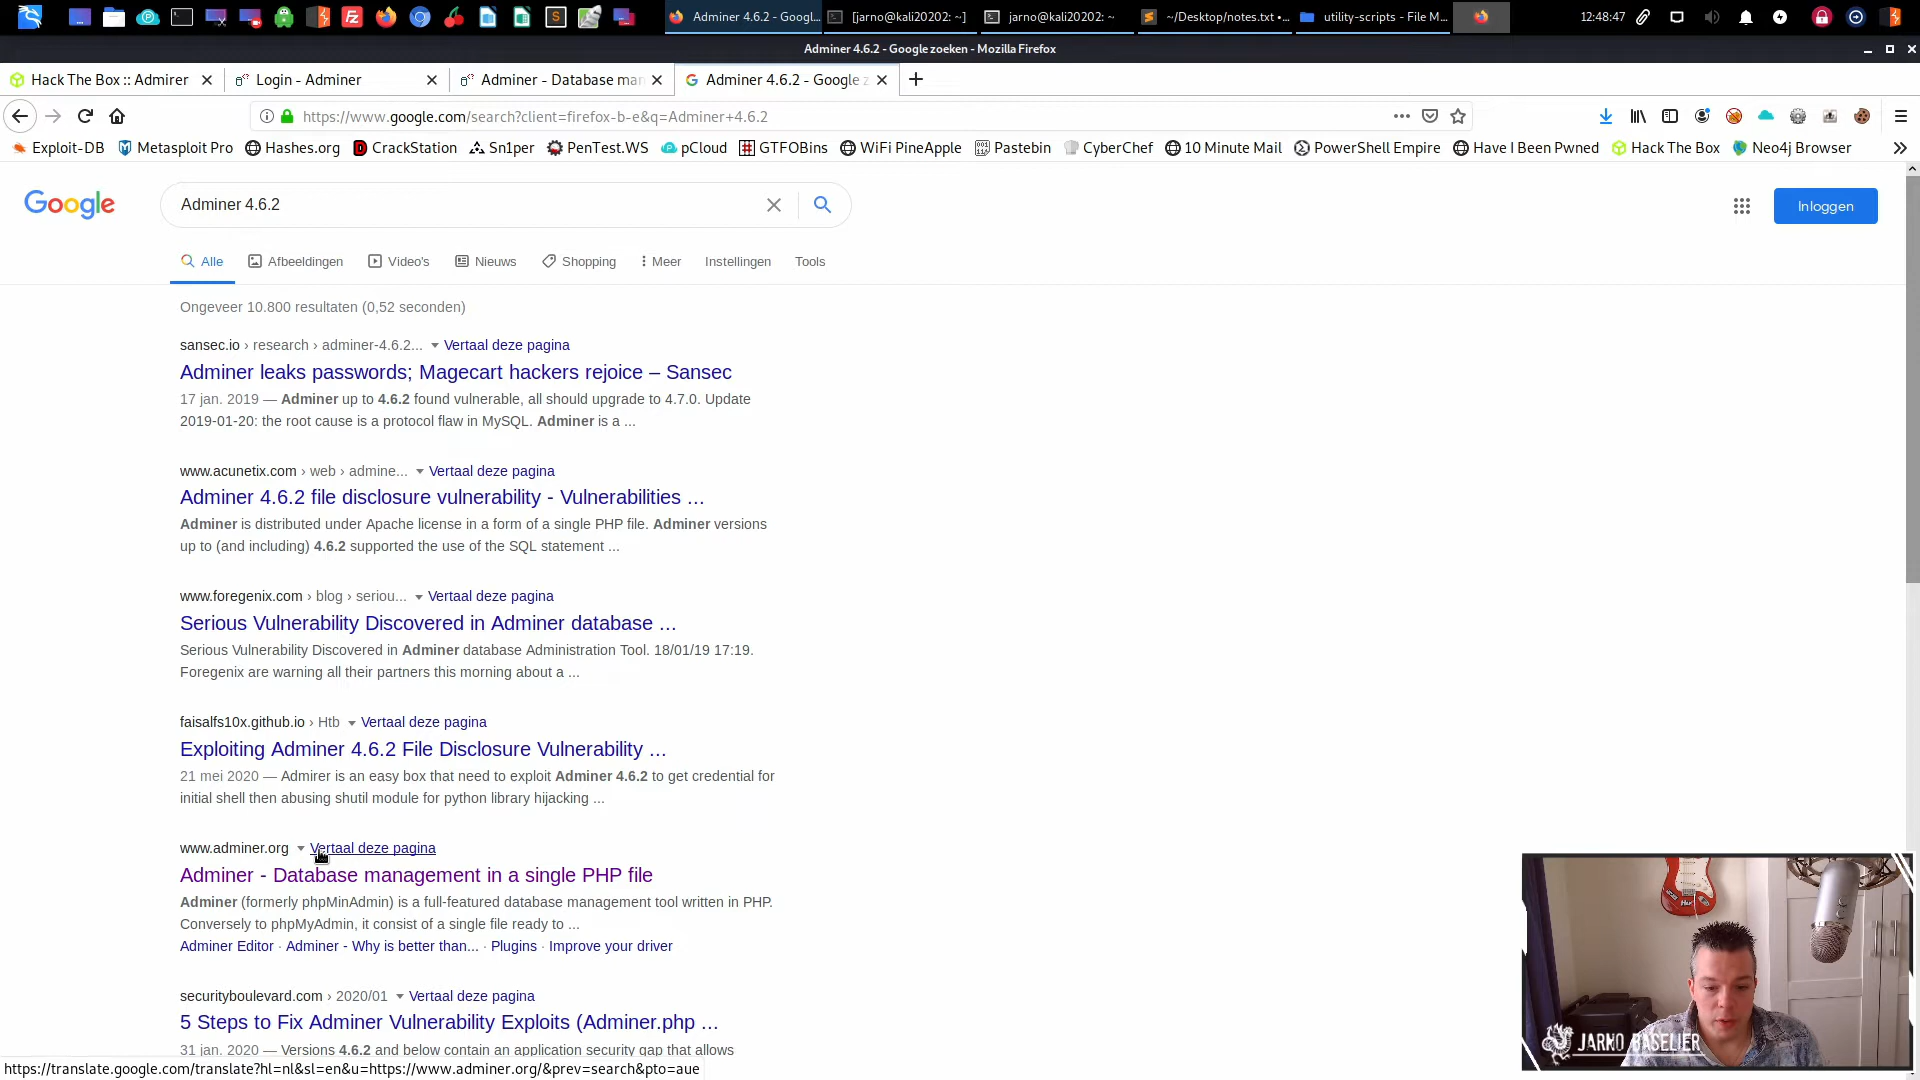 Adminer 4.6.2 - Googl...
[jarno@kali20202: ~]
jarno@kali20202: ~
~/Desktop/notes.txt •...
utility-scripts - File M...
12:48:47
Adminer 4.6.2 - Google zoeken - Mozilla Firefox
Hack The Box :: Admirer
Login - Adminer
Adminer - Database man
Adminer 4.6.2 - Google z
https://www.google.com/search?client=firefox-b-e&q=Adminer+4.6.2
Exploit-DB
Metasploit Pro
Hashes.org
CrackStation
Sn1per
PenTest.WS
pCloud
GTFOBins
WiFi PineApple
Pastebin
CyberChef
10 Minute Mail
PowerShell Empire
Have I Been Pwned
Hack The Box
Neo4j Browser
Google
Adminer 4.6.2
Inloggen
Alle
Afbeeldingen
Video's
Nieuws
Shopping
Meer
Instellingen
Tools
Ongeveer 10.800 resultaten (0,52 seconden)
sansec.io › research › adminer-4.6.2... Vertaal deze pagina
Adminer leaks passwords; Magecart hackers rejoice – Sansec
17 jan. 2019 — Adminer up to 4.6.2 found vulnerable, all should upgrade to 4.7.0. Update
2019-01-20: the root cause is a protocol flaw in MySQL. Adminer is a ...
www.acunetix.com › web › admine... Vertaal deze pagina
Adminer 4.6.2 file disclosure vulnerability - Vulnerabilities ...
Adminer is distributed under Apache license in a form of a single PHP file. Adminer versions
up to (and including) 4.6.2 supported the use of the SQL statement ...
www.foregenix.com › blog › seriou... Vertaal deze pagina
Serious Vulnerability Discovered in Adminer database ...
Serious Vulnerability Discovered in Adminer database Administration Tool. 18/01/19 17:19.
Foregenix are warning all their partners this morning about a ...
faisalfs10x.github.io › Htb Vertaal deze pagina
Exploiting Adminer 4.6.2 File Disclosure Vulnerability ...
21 mei 2020 — Admirer is an easy box that need to exploit Adminer 4.6.2 to get credential for
initial shell then abusing shutil module for python library hijacking ...
www.adminer.org Vertaal deze pagina
Adminer - Database management in a single PHP file
Adminer (formerly phpMinAdmin) is a full-featured database management tool written in PHP.
Conversely to phpMyAdmin, it consist of a single file ready to ...
Adminer Editor · Adminer - Why is better than... · Plugins · Improve your driver
securityboulevard.com › 2020/01 Vertaal deze pagina
5 Steps to Fix Adminer Vulnerability Exploits (Adminer.php ...
31 jan. 2020 — Versions 4.6.2 and below contain an application security gap that allows
https://translate.google.com/translate?hl=nl&sl=en&u=https://www.adminer.org/&prev=search&pto=aue
JARNO BASELIER